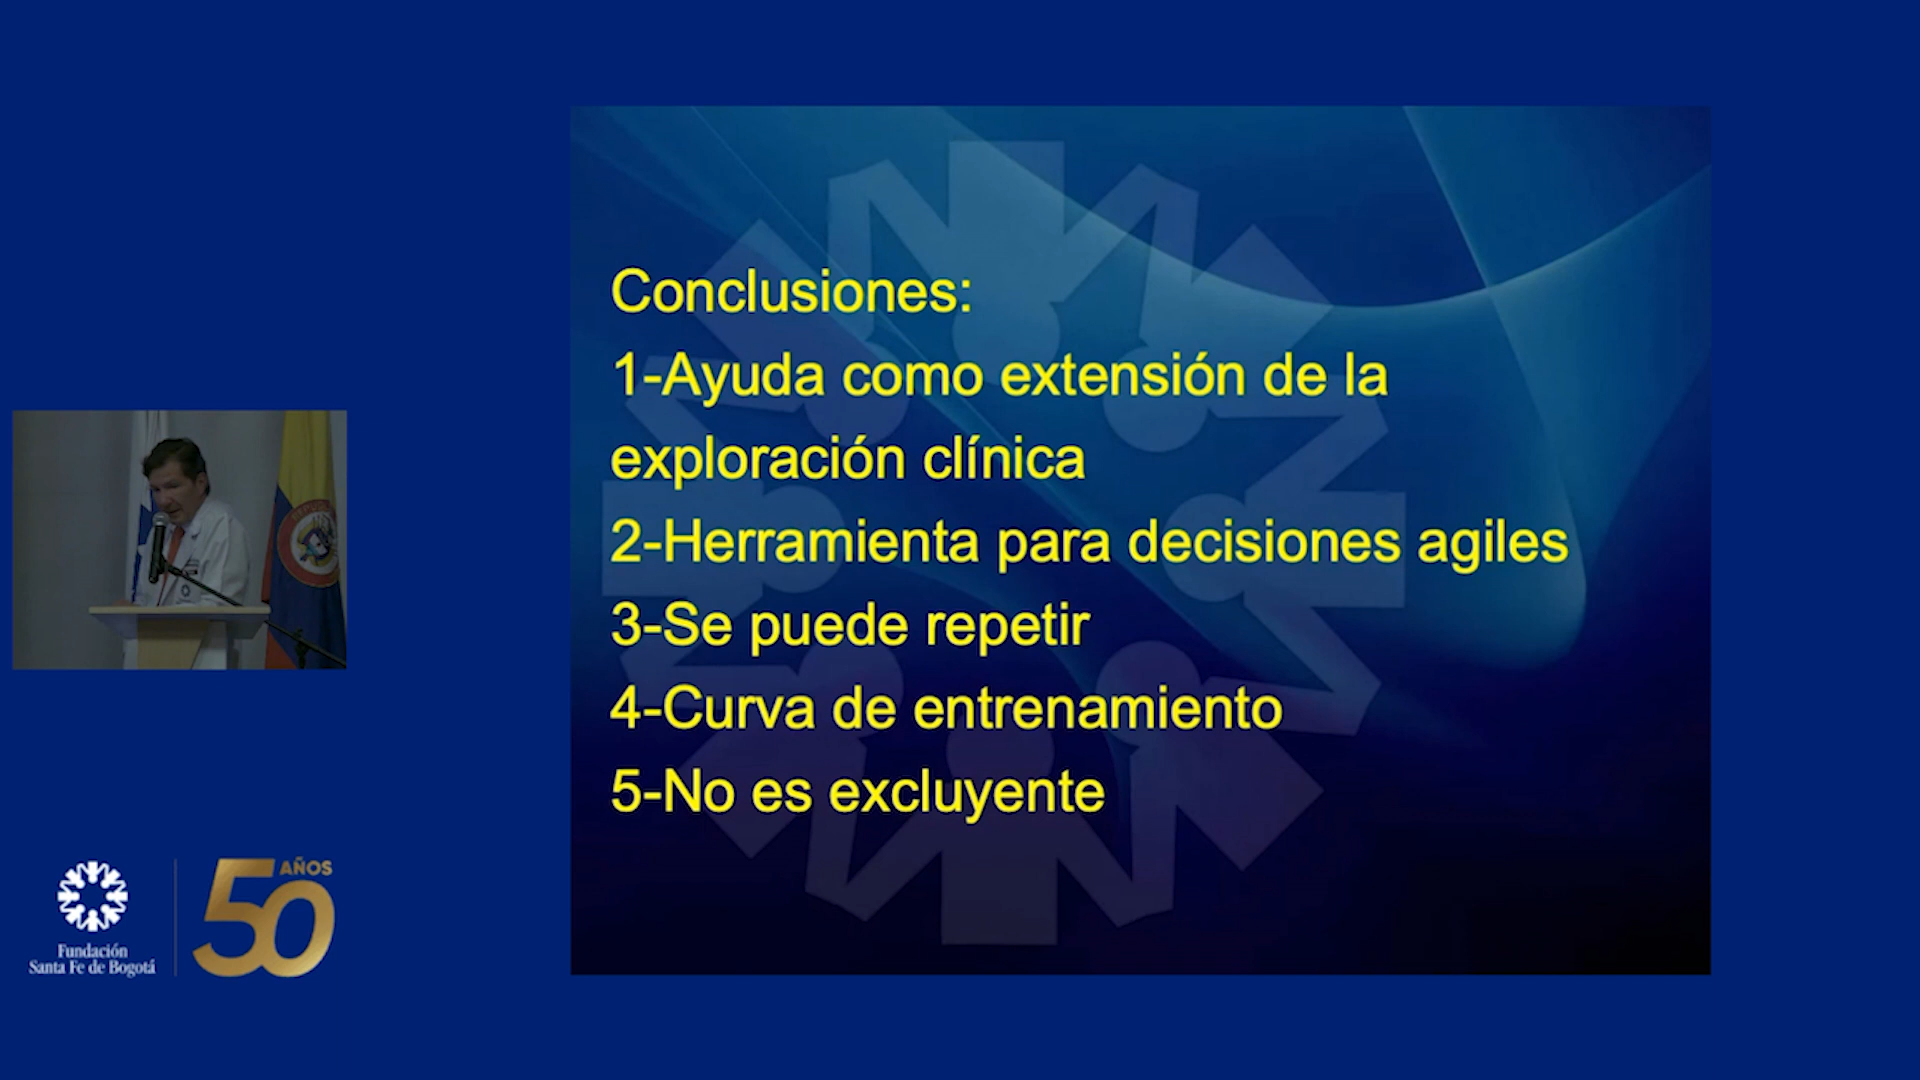 Conclusiones:
1-Ayuda como extensión de la
exploración clínica
2-Herramienta para decisiones agiles
3-Se puede repetir
4-Curva de entrenamiento
5-No es excluyente
Fundación
Santa Fe de Bogotá
50 AÑOS